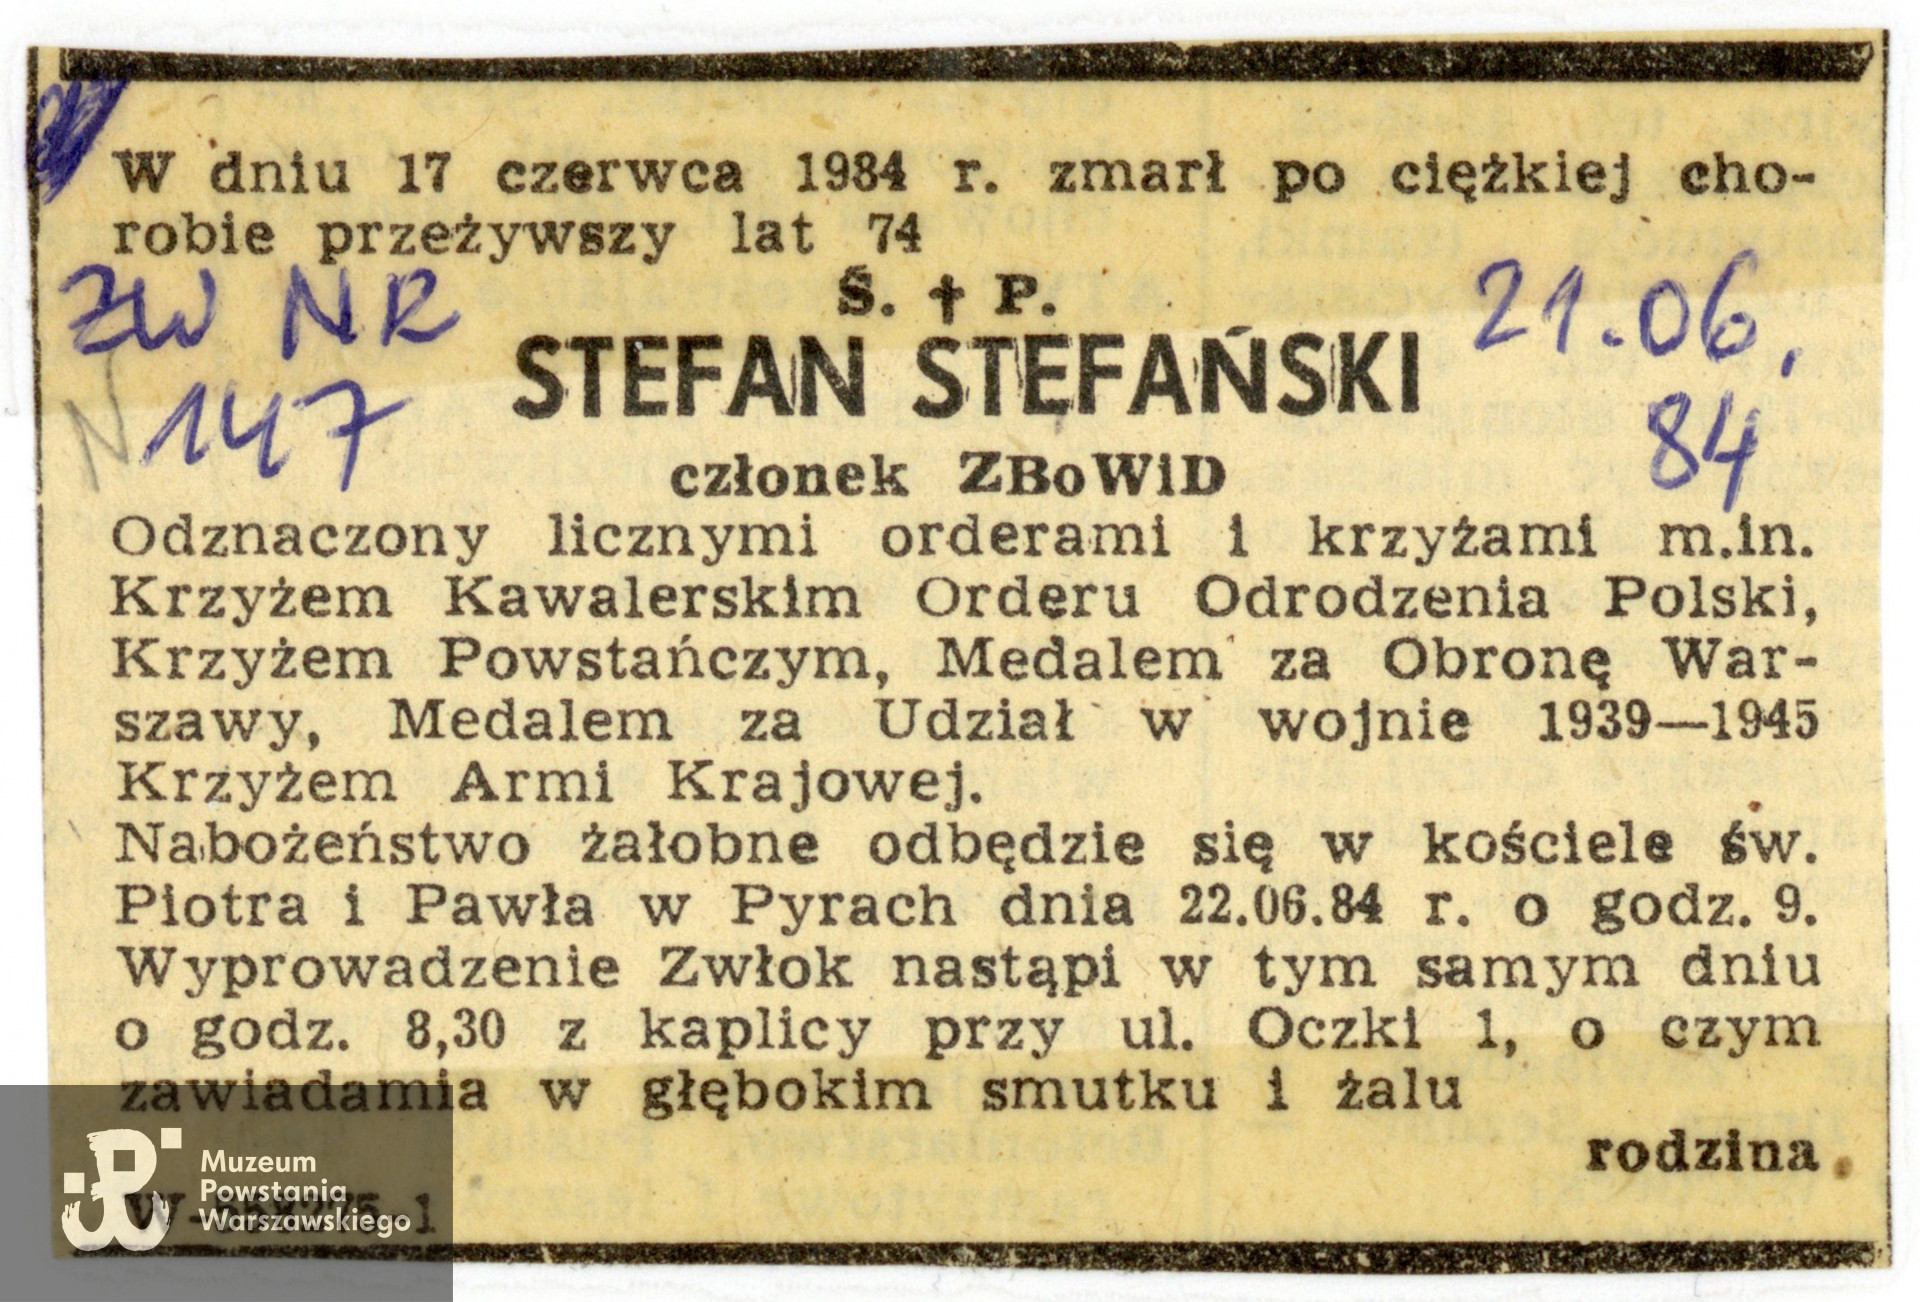 W dniu 17 czerwca 1984 r. zmarł po ciężkiej cho-
robie przeżywszy lat 74
Ś. † P.
ZW NR
147
STEFAN STEFAŃSKI
21.06.
84
N
członek ZBoWiD
Odznaczony licznymi orderami i krzyżami m.in.
Krzyżem Kawalerskim Orderu Odrodzenia Polski,
Krzyżem Powstańczym, Medalem za Obronę War-
szawy, Medalem za Udział w wojnie 1939—1945
Krzyżem Armi Krajowej.
Nabożeństwo żałobne odbędzie się w kościele św.
Piotra i Pawła w Pyrach dnia 22.06.84 r. o godz. 9.
Wyprowadzenie Zwłok nastąpi w tym samym dniu
o godz. 8,30 z kaplicy przy ul. Oczki 1, o czym
zawiadamia w głębokim smutku i żalu
rodzina
Muzeum
Powstania
Warszawskiego